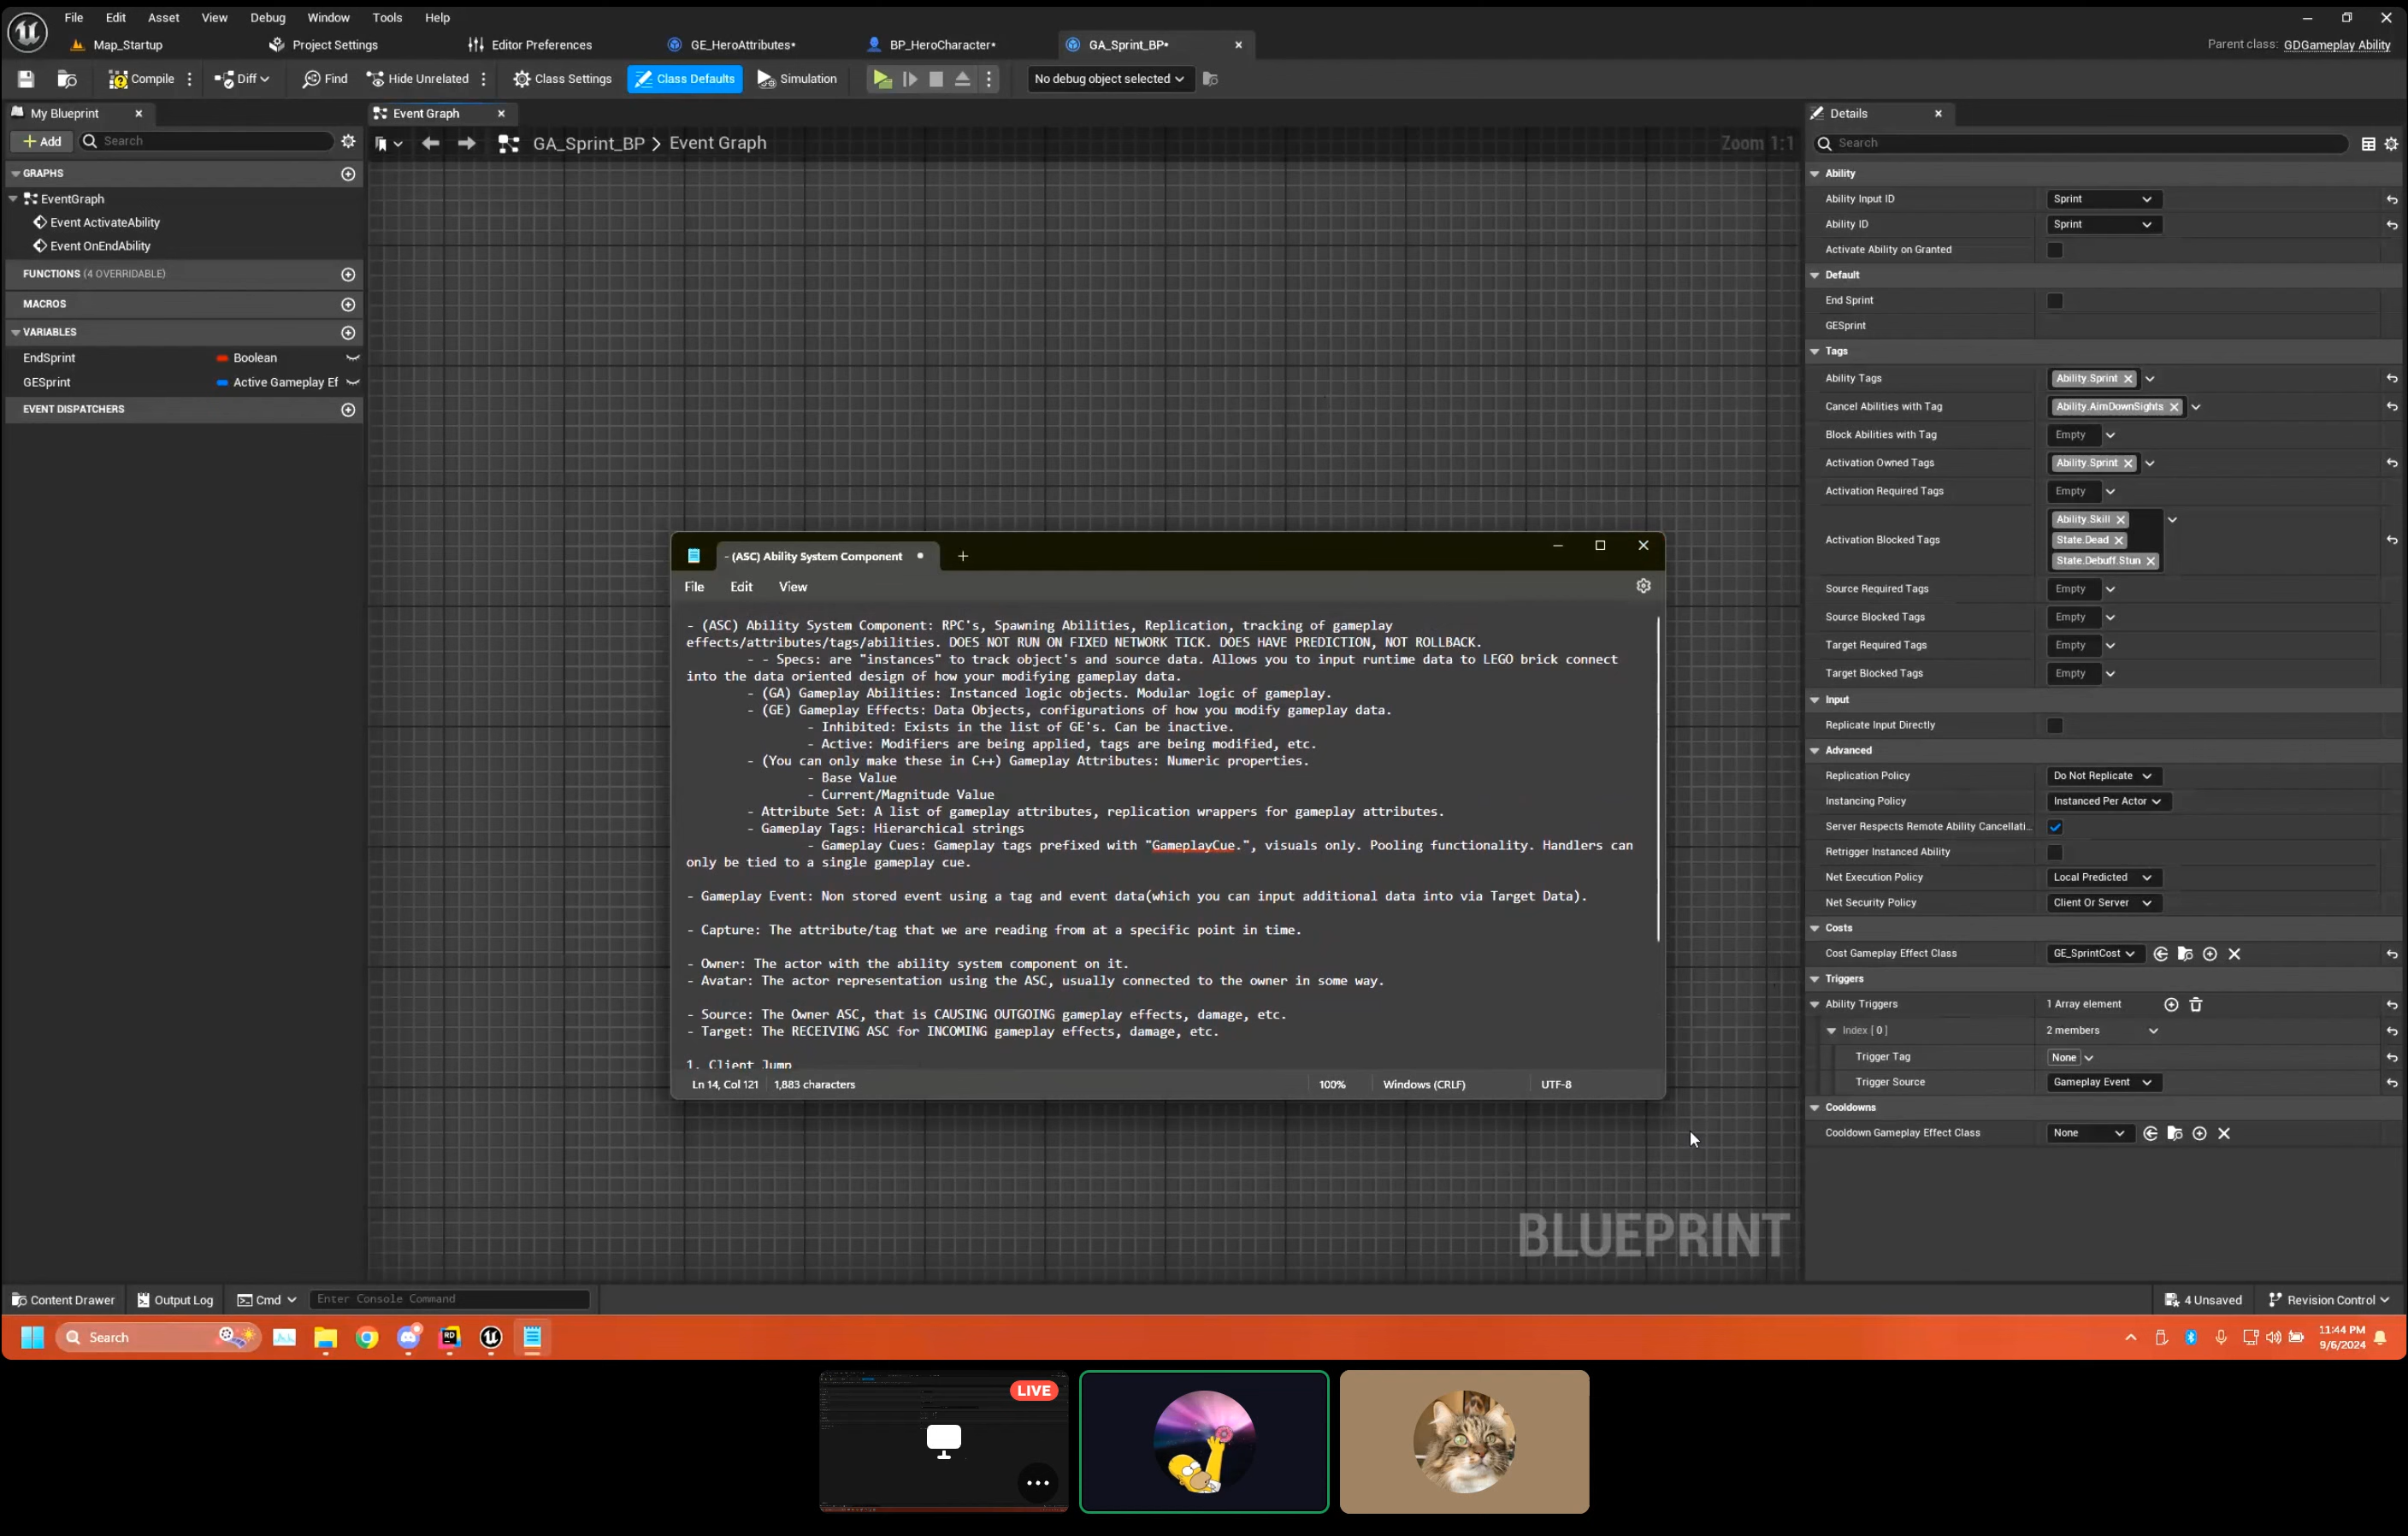 File Edit Asset View Debug Window Tools Help
Map_Startup Project Settings Editor Preferences GE_HeroAttributes* BP_HeroCharacter* GA_Sprint_BP*
Parent class: GDGameplay Ability
Compile Diff Find Hide Unrelated Class Settings Class Defaults Simulation No debug object selected
My Blueprint
Add Search
GRAPHS
EventGraph
Event ActivateAbility
Event OnEndAbility
FUNCTIONS (4 OVERRIDABLE)
MACROS
VARIABLES
EndSprint Boolean
GESprint Active Gameplay Ef
EVENT DISPATCHERS
Event Graph
GA_Sprint_BP > Event Graph
Zoom 1:1
- (ASC) Ability System Component
File Edit View
- (ASC) Ability System Component: RPC's, Spawning Abilities, Replication, tracking of gameplay
effects/attributes/tags/abilities. DOES NOT RUN ON FIXED NETWORK TICK. DOES HAVE PREDICTION, NOT ROLLBACK.
- - Specs: are "instances" to track object's and source data. Allows you to input runtime data to LEGO brick connect
into the data oriented design of how your modifying gameplay data.
- (GA) Gameplay Abilities: Instanced logic objects. Modular logic of gameplay.
- (GE) Gameplay Effects: Data Objects, configurations of how you modify gameplay data.
- Inhibited: Exists in the list of GE's. Can be inactive.
- Active: Modifiers are being applied, tags are being modified, etc.
- (You can only make these in C++) Gameplay Attributes: Numeric properties.
- Base Value
- Current/Magnitude Value
- Attribute Set: A list of gameplay attributes, replication wrappers for gameplay attributes.
- Gameplay Tags: Hierarchical strings
- Gameplay Cues: Gameplay tags prefixed with "GameplayCue.", visuals only. Pooling functionality. Handlers can
only be tied to a single gameplay cue.
- Gameplay Event: Non stored event using a tag and event data(which you can input additional data into via Target Data).
- Capture: The attribute/tag that we are reading from at a specific point in time.
- Owner: The actor with the ability system component on it.
- Avatar: The actor representation using the ASC, usually connected to the owner in some way.
- Source: The Owner ASC, that is CAUSING OUTGOING gameplay effects, damage, etc.
- Target: The RECEIVING ASC for INCOMING gameplay effects, damage, etc.
1. Client Jump
Ln 14, Col 121 1,883 characters 100% Windows (CRLF) UTF-8
BLUEPRINT
Details
Search
Ability
Ability Input ID Sprint
Ability ID Sprint
Activate Ability on Granted
Default
End Sprint
GESprint
Tags
Ability Tags Ability.Sprint
Cancel Abilities with Tag Ability.AimDownSights
Block Abilities with Tag Empty
Activation Owned Tags Ability.Sprint
Activation Required Tags Empty
Activation Blocked Tags Ability.Skill
State.Dead
State.Debuff.Stun
Source Required Tags Empty
Source Blocked Tags Empty
Target Required Tags Empty
Target Blocked Tags Empty
Input
Replicate Input Directly
Advanced
Replication Policy Do Not Replicate
Instancing Policy Instanced Per Actor
Server Respects Remote Ability Cancellati...
Retrigger Instanced Ability
Net Execution Policy Local Predicted
Net Security Policy Client Or Server
Costs
Cost Gameplay Effect Class GE_SprintCost
Triggers
Ability Triggers 1 Array element
Index [ 0 ] 2 members
Trigger Tag None
Trigger Source Gameplay Event
Cooldowns
Cooldown Gameplay Effect Class None
Content Drawer Output Log Cmd Enter Console Command 4 Unsaved Revision Control
Search
RD
11:44 PM
9/6/2024
LIVE